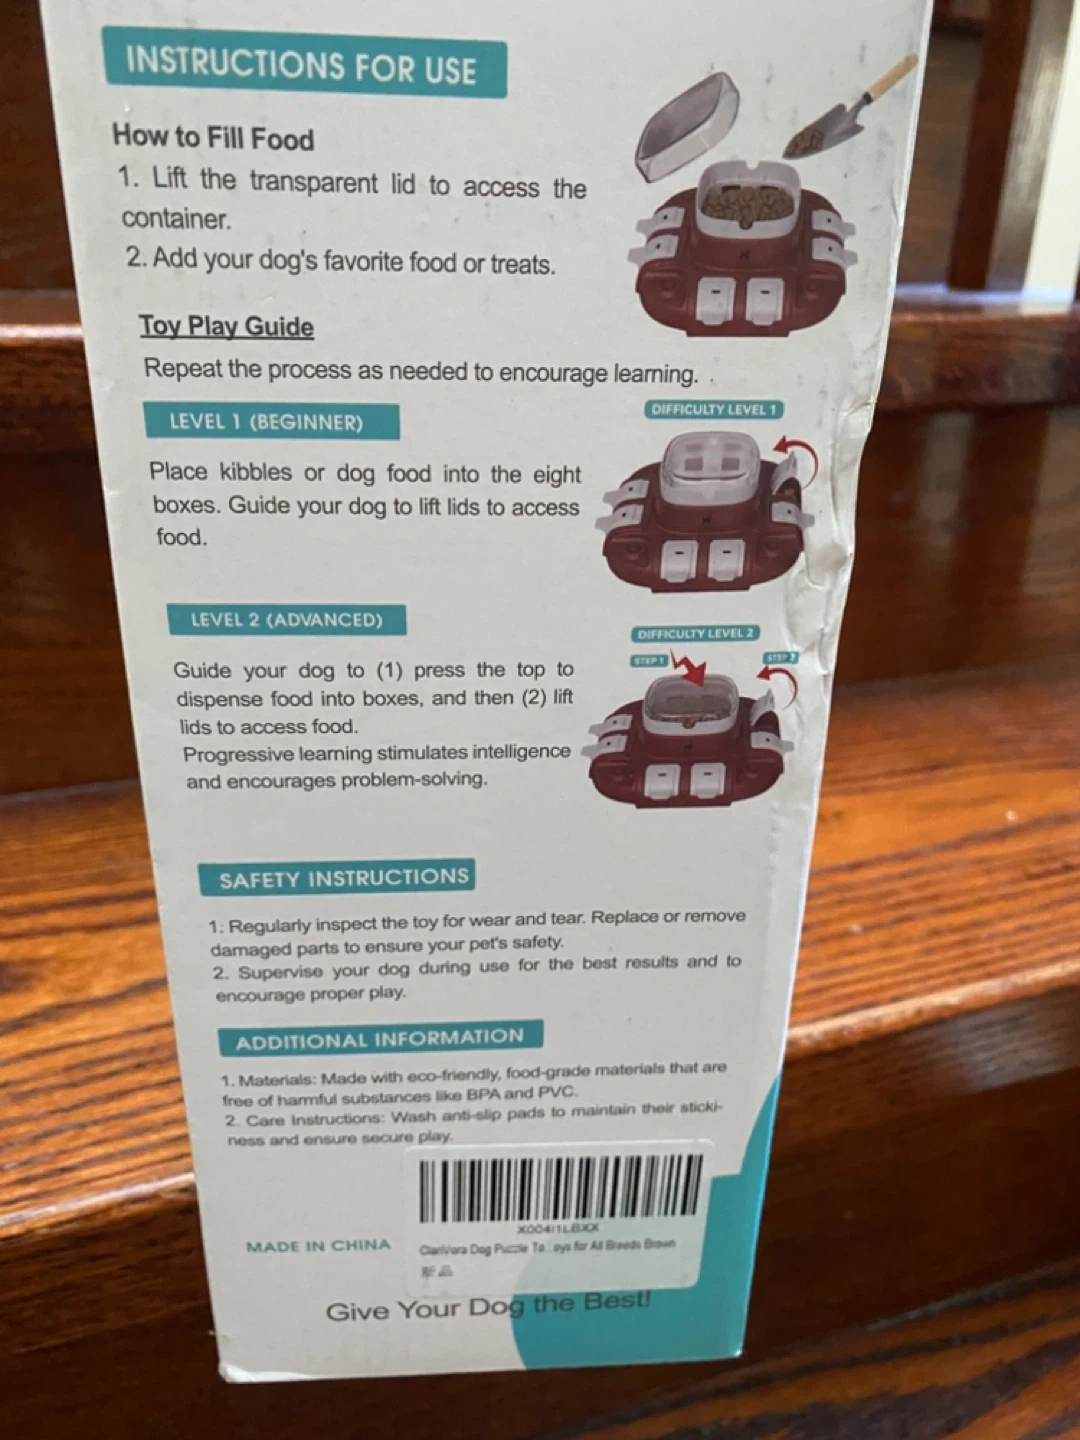 INSTRUCTIONS FOR USE
How to Fill Food
1. Lift the transparent lid to access the
container.
2. Add your dog's favorite food or treats.
Toy Play Guide
Repeat the process as needed to encourage learning.
LEVEL 1 (BEGINNER)
DIFFICULTY LEVEL 1
Place kibbles or dog food into the eight
boxes. Guide your dog to lift lids to access
food.
LEVEL 2 (ADVANCED)
DIFFICULTY LEVEL 2
STEP 1
STEP 2
Guide your dog to (1) press the top to
dispense food into boxes, and then (2) lift
lids to access food.
Progressive learning stimulates intelligence
and encourages problem-solving.
SAFETY INSTRUCTIONS
1. Regularly inspect the toy for wear and tear. Replace or remove
damaged parts to ensure your pet's safety.
2. Supervise your dog during use for the best results and to
encourage proper play.
ADDITIONAL INFORMATION
1. Materials: Made with eco-friendly, food-grade materials that are
free of harmful substances like BPA and PVC.
2. Care Instructions: Wash anti-slip pads to maintain their sticki-
ness and ensure secure play.
MADE IN CHINA
Dog Puzzle To...oys for All Breeds Brown
Give Your Dog the Best!